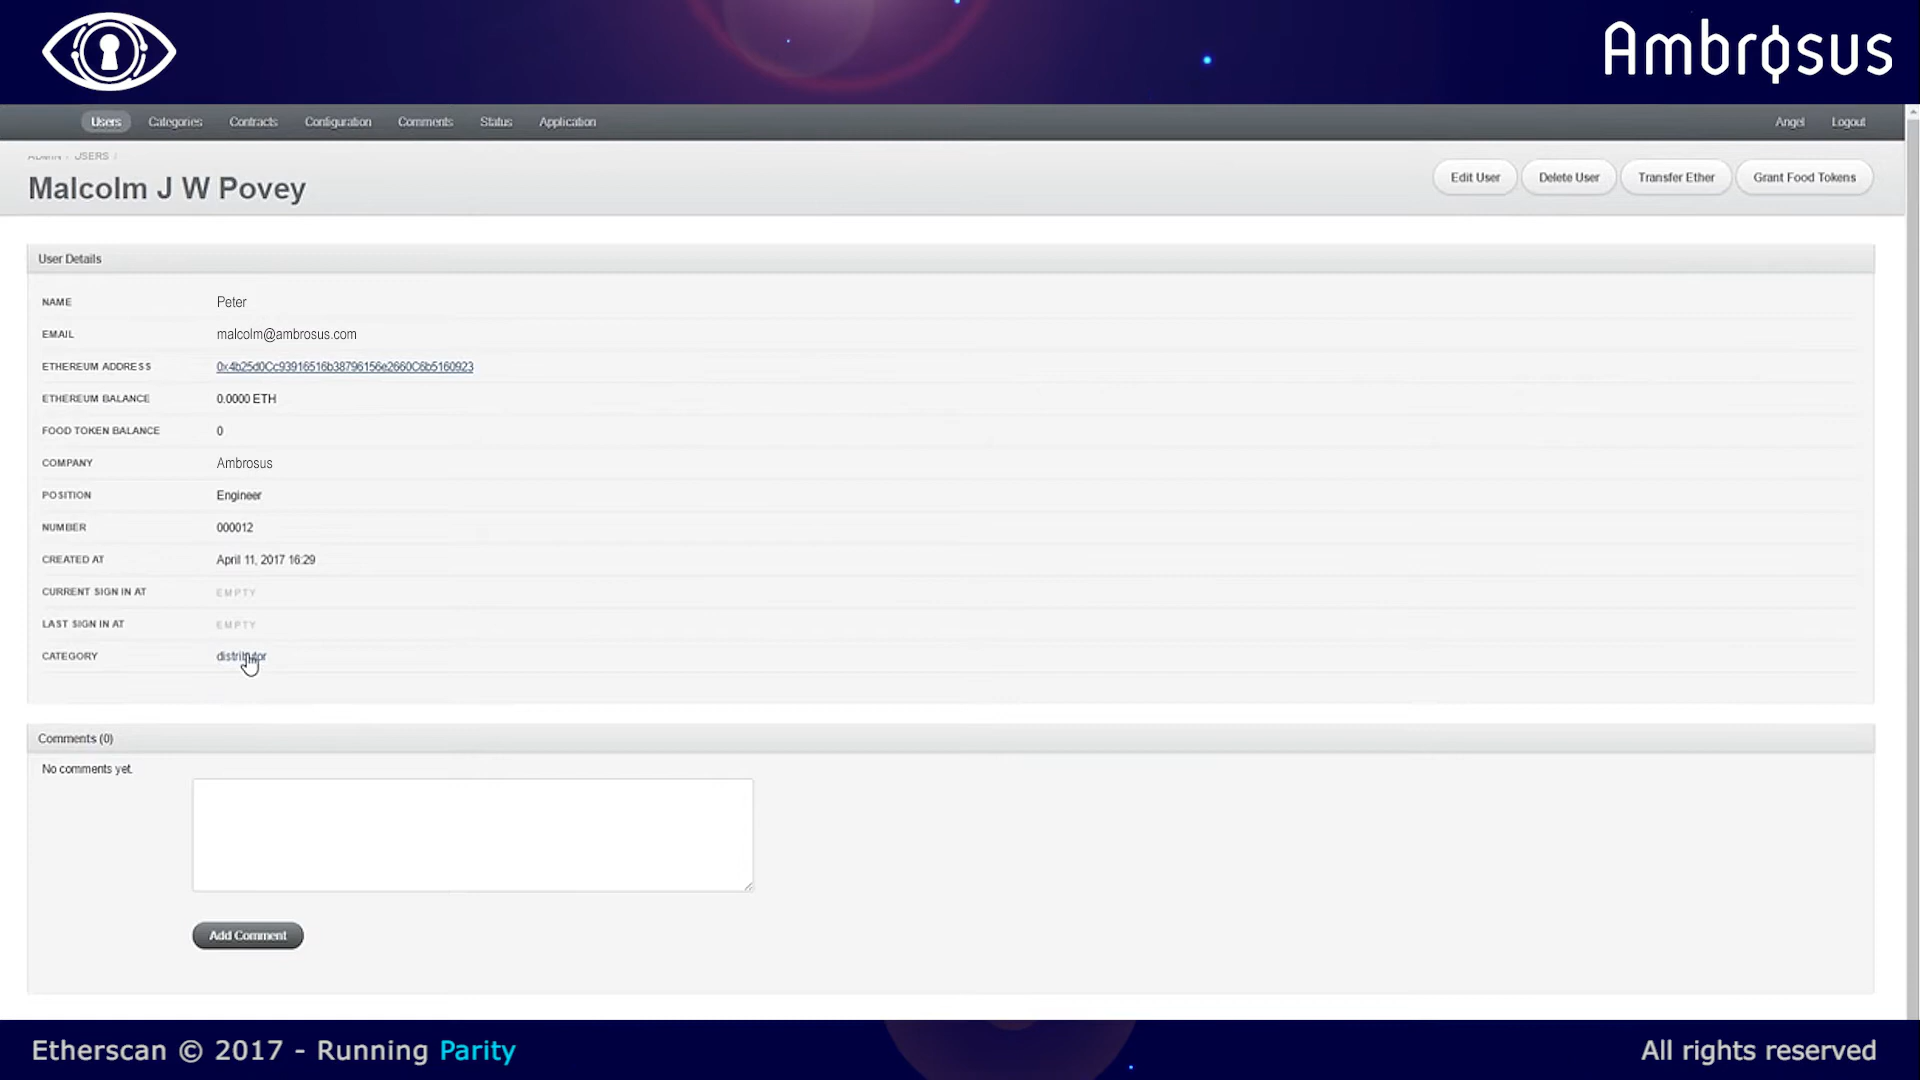 Ambrosus
Users Categories Contracts Configuration Comments Status Application Angel Logout
ADMIN / USERS /
Malcolm J W Povey
Edit User Delete User Transfer Ether Grant Food Tokens
User Details
NAME Peter
EMAIL malcolm@ambrosus.com
ETHEREUM ADDRESS 0x4b25d0Cc93916516b38796156e2660C6b5160923
ETHEREUM BALANCE 0.0000 ETH
FOOD TOKEN BALANCE 0
COMPANY Ambrosus
POSITION Engineer
NUMBER 000012
CREATED AT April 11, 2017 16:29
CURRENT SIGN IN AT EMPTY
LAST SIGN IN AT EMPTY
CATEGORY distributor
Comments (0)
No comments yet.
Add Comment
Etherscan © 2017 - Running Parity All rights reserved